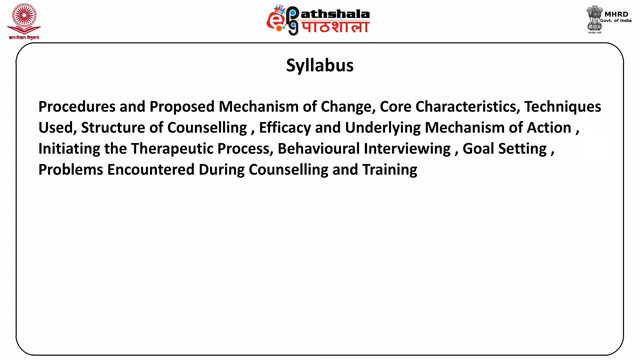 Pathshala
पाठशाला
MHRD
Govt. of India
Syllabus
Procedures and Proposed Mechanism of Change, Core Characteristics, Techniques
Used, Structure of Counselling , Efficacy and Underlying Mechanism of Action ,
Initiating the Therapeutic Process, Behavioural Interviewing , Goal Setting ,
Problems Encountered During Counselling and Training